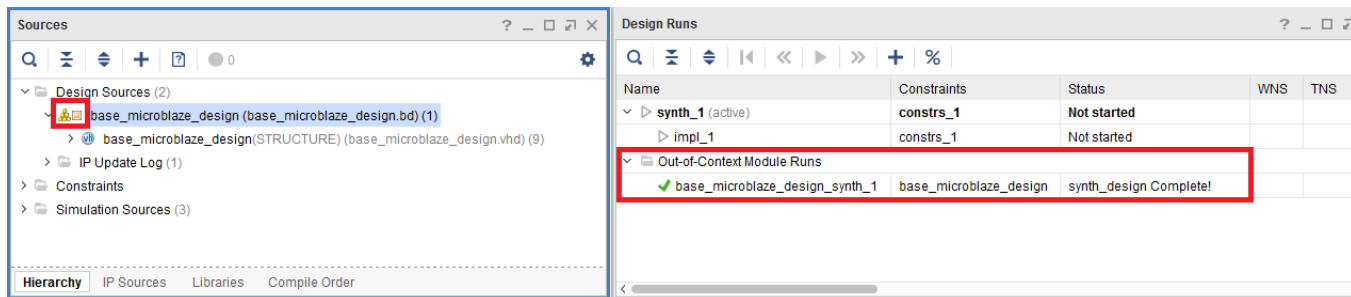 Sources
? _ □ X
0
Design Sources (2)
base_microblaze_design (base_microblaze_design.bd) (1)
base_microblaze_design(STRUCTURE) (base_microblaze_design.vhd) (9)
IP Update Log (1)
Constraints
Simulation Sources (3)
Hierarchy IP Sources Libraries Compile Order
Design Runs
? _ □
Name Constraints Status WNS TNS
synth_1 (active) constrs_1 Not started
impl_1 constrs_1 Not started
Out-of-Context Module Runs
base_microblaze_design_synth_1 base_microblaze_design synth_design Complete!